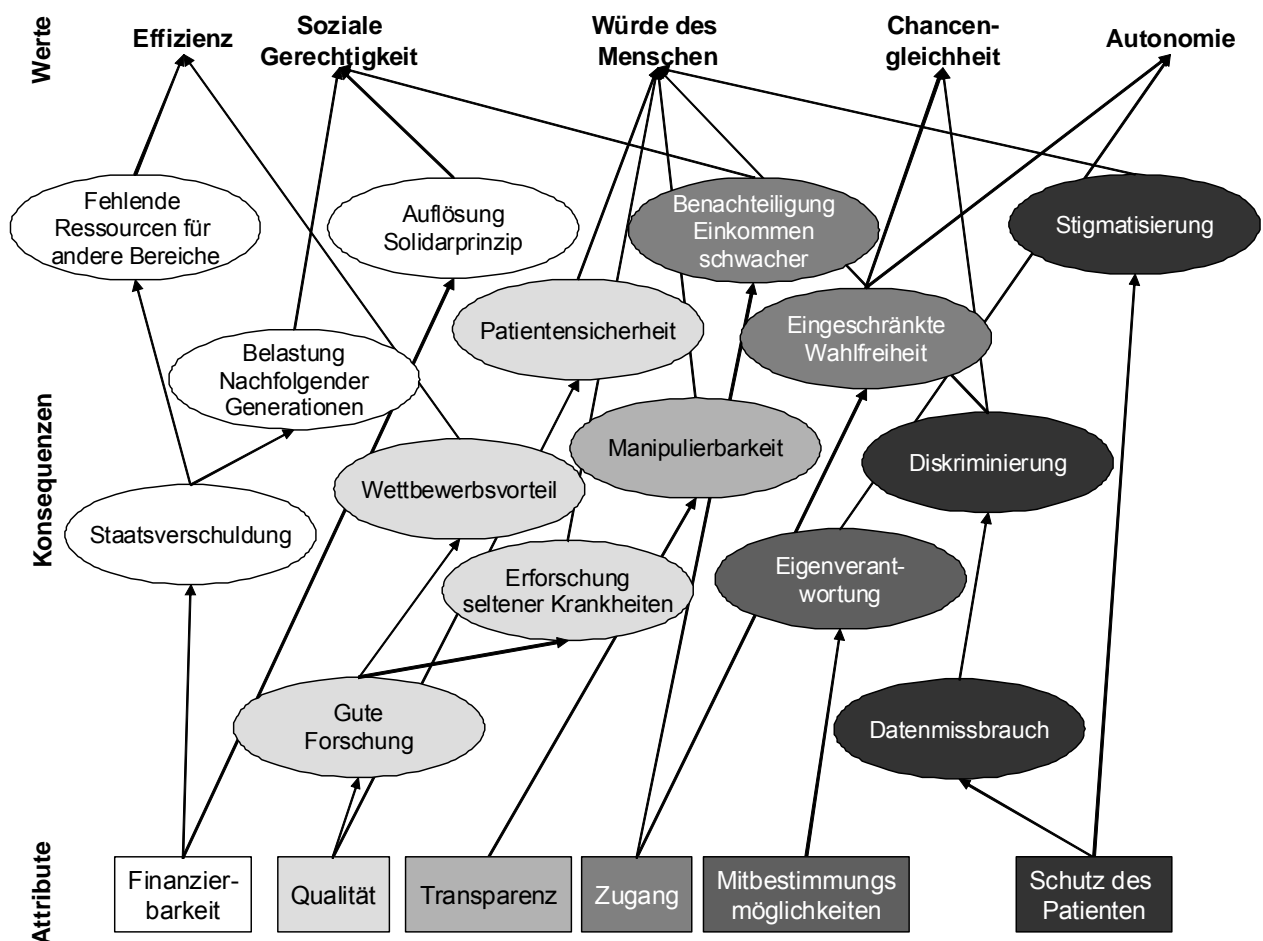 Werte
Effizienz
Soziale
Gerechtigkeit
Würde des
Menschen
Chancen-
gleichheit
Autonomie
Konsequenzen
Fehlende
Ressourcen für
andere Bereiche
Auflösung
Solidarprinzip
Benachteiligung
Einkommen
schwacher
Stigmatisierung
Patientensicherheit
Eingeschränkte
Wahlfreiheit
Belastung
Nachfolgender
Generationen
Manipulierbarkeit
Diskriminierung
Wettbewerbsvorteil
Staatsverschuldung
Erforschung
seltener Krankheiten
Eigenverant-
wortung
Gute
Forschung
Datenmissbrauch
Attribute
Finanzier-
barkeit
Qualität
Transparenz
Zugang
Mitbestimmungs
möglichkeiten
Schutz des
Patienten